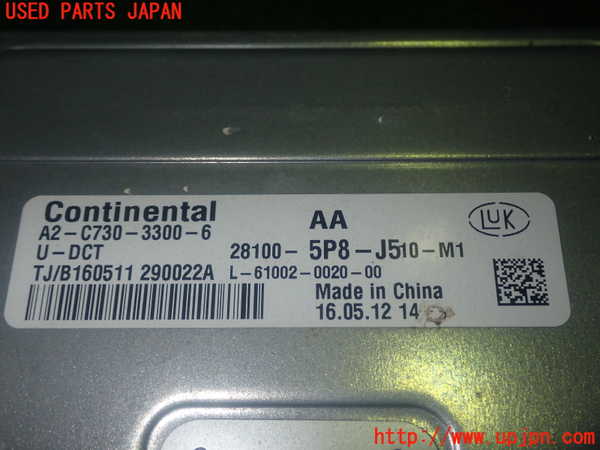 USED PARTS JAPAN
Continental
AA
LUK
A2-C730-3300-6
U-DCT
28100-5P8-J510-M1
TJ/B160511 290022A
L-61002-0020-00
Made in China
16.05.12 14
http://www.upjpn.com/